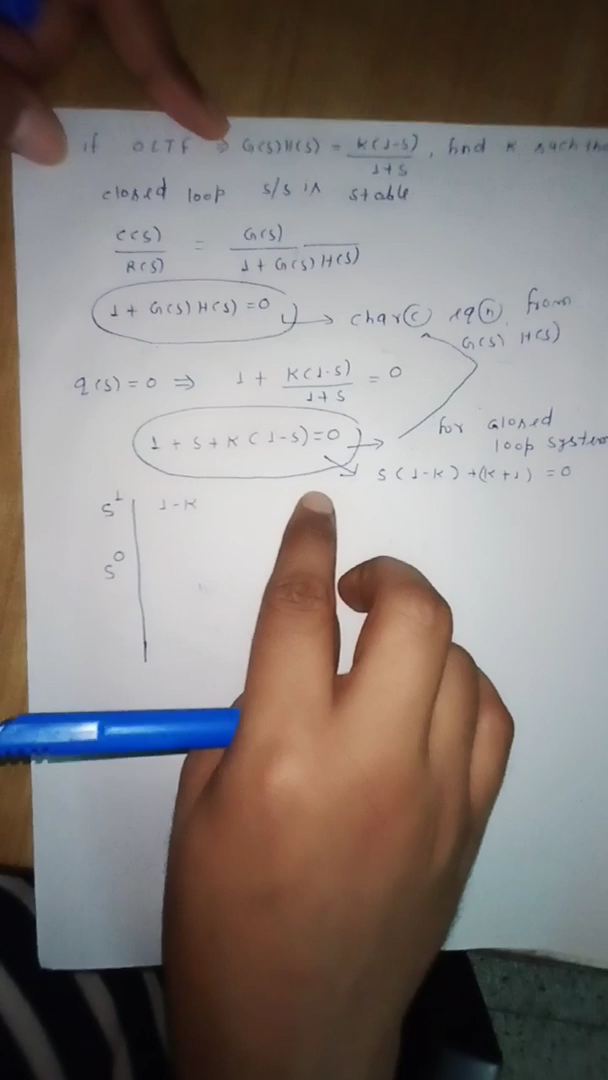 if OLTF ⇒ G(s)H(s) = K(1-s)/1+s, find K such
closed loop s/s is stable
C(s)/R(s) = G(s)/1 + G(s)H(s)
1 + G(s)H(s) = 0 → char(c) eq(n) from
G(s) H(s)
q(s) = 0 ⇒ 1 + K(1-s)/1+s = 0
for closed
loop system
1 + s + K(1-s) = 0 →
s(1-K) + (K+1) = 0
s¹ 1-K
s⁰